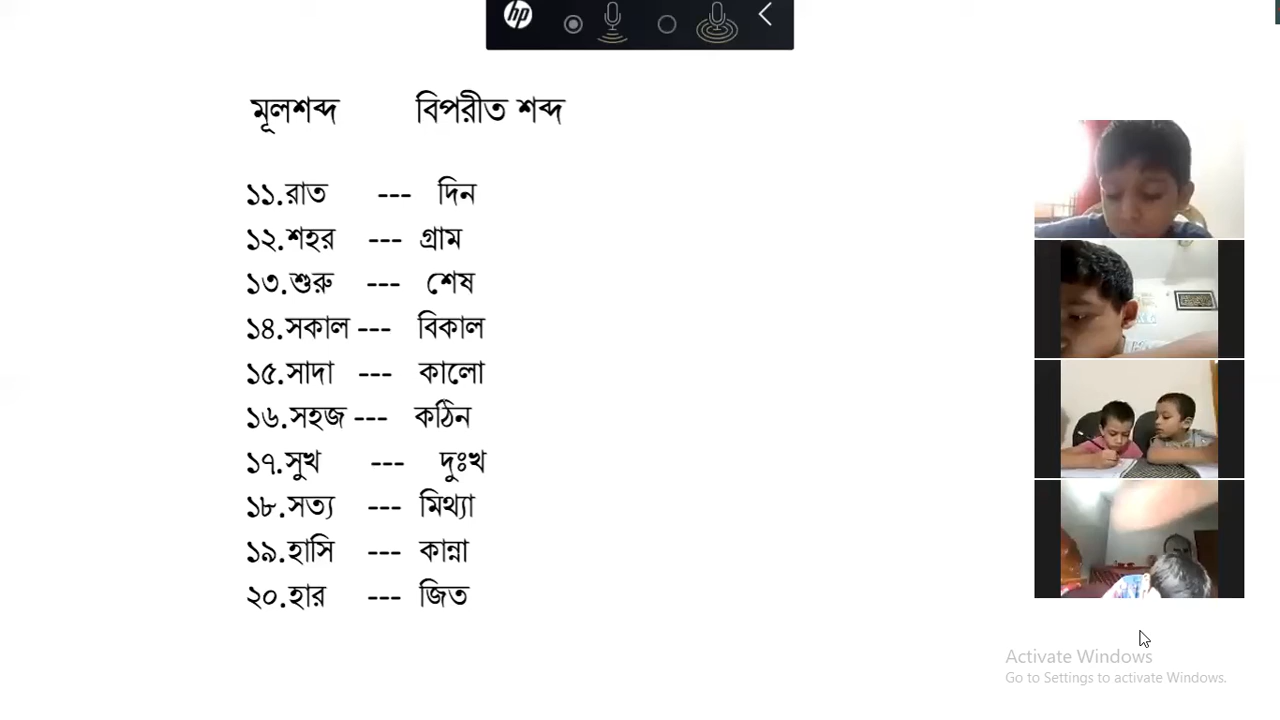 hp
মূলশব্দ বিপরীত শব্দ
১১.রাত --- দিন
১২.শহর --- গ্রাম
১৩.শুরু --- শেষ
১৪.সকাল --- বিকাল
১৫.সাদা --- কালো
১৬.সহজ --- কঠিন
১৭.সুখ --- দুঃখ
১৮.সত্য --- মিথ্যা
১৯.হাসি --- কান্না
২০.হার --- জিত
Activate Windows
Go to Settings to activate Windows.